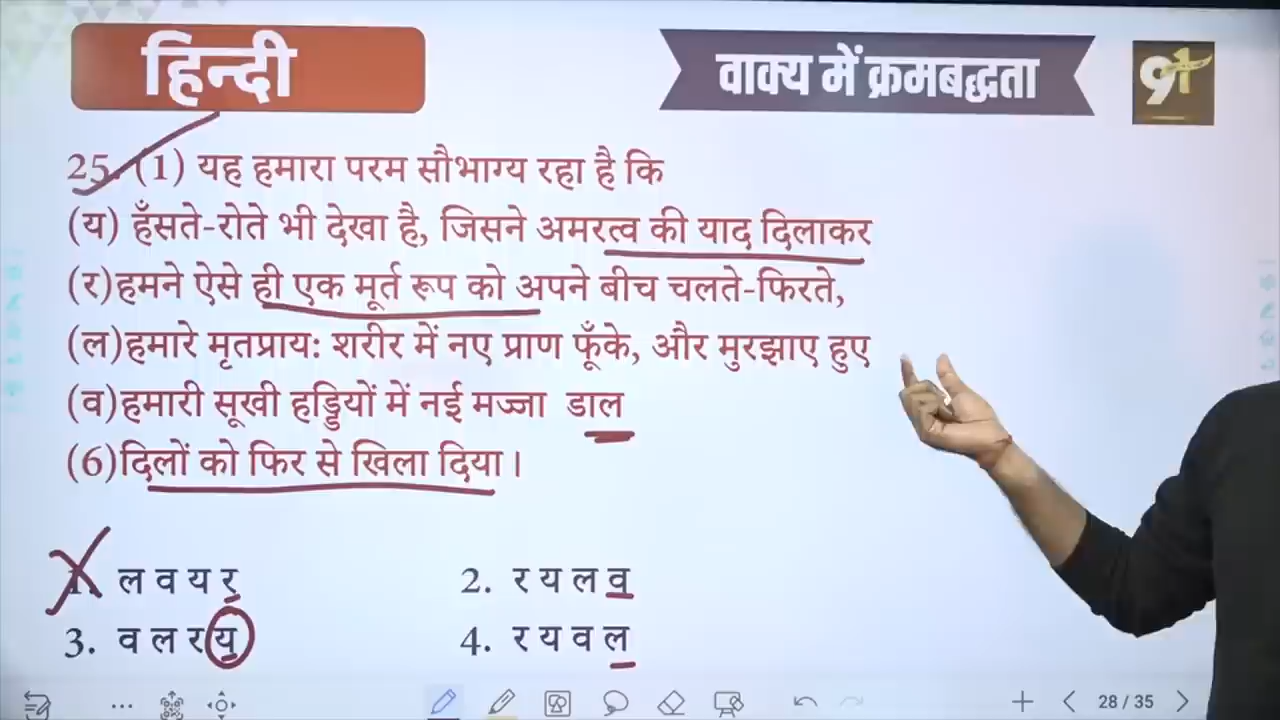 हिन्दी
वाक्य में क्रमबद्धता
25. (1) यह हमारा परम सौभाग्य रहा है कि
(य) हँसते-रोते भी देखा है, जिसने अमरत्व की याद दिलाकर
(र)हमने ऐसे ही एक मूर्त रूप को अपने बीच चलते-फिरते,
(ल)हमारे मृतप्राय: शरीर में नए प्राण फूँके, और मुरझाए हुए
(व)हमारी सूखी हड्डियों में नई मज्जा डाल
(6)दिलों को फिर से खिला दिया।
1. ल व य र
2. र य ल व
3. व ल र य
4. र य व ल
28 / 35